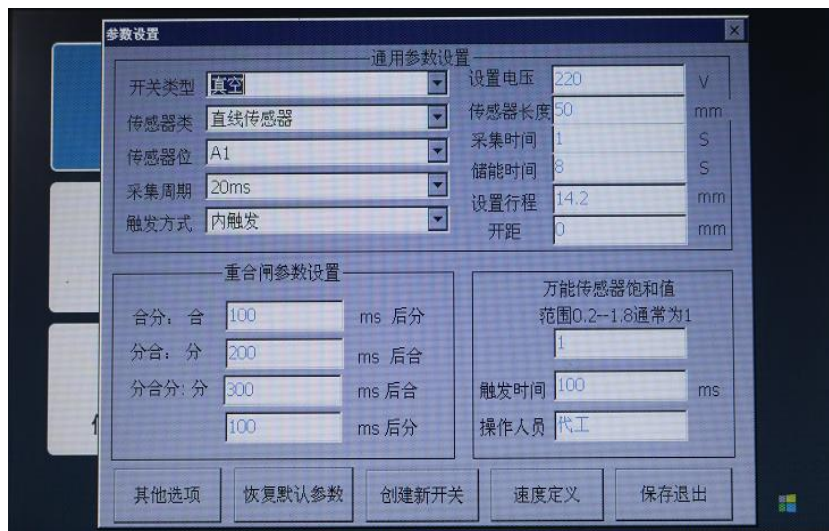 参数设置
通用参数设置
开关类型 真空
传感器类 直线传感器
传感器位 A1
采集周期 20ms
触发方式 内触发
设置电压 220 V
传感器长度 50 mm
采集时间 1 S
储能时间 8 S
设置行程 14.2 mm
开距 0 mm
重合闸参数设置
合分: 合 100 ms 后分
分合: 分 200 ms 后合
分合分: 分 300 ms 后合
100 ms 后分
万能传感器饱和值
范围0.2--1.8通常为1
1
触发时间 100 ms
操作人员 代工
其他选项 恢复默认参数 创建新开关 速度定义 保存退出